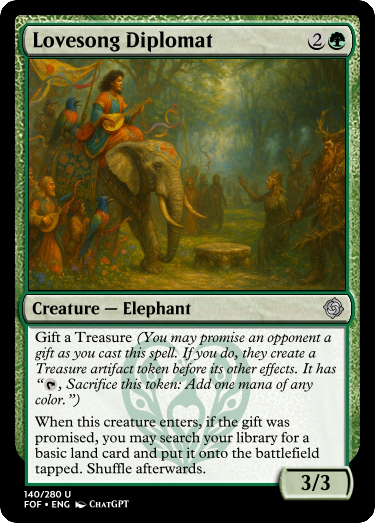 Lovesong Diplomat 2
Creature — Elephant
Gift a Treasure (You may promise an opponent a
gift as you cast this spell. If you do, they create a
Treasure artifact token before its other effects. It has
“, Sacrifice this token: Add one mana of any
color.”)
When this creature enters, if the gift was
promised, you may search your library for a
basic land card and put it onto the battlefield
tapped. Shuffle afterwards.
3/3
140/280 U
FOF • ENG ChatGPT